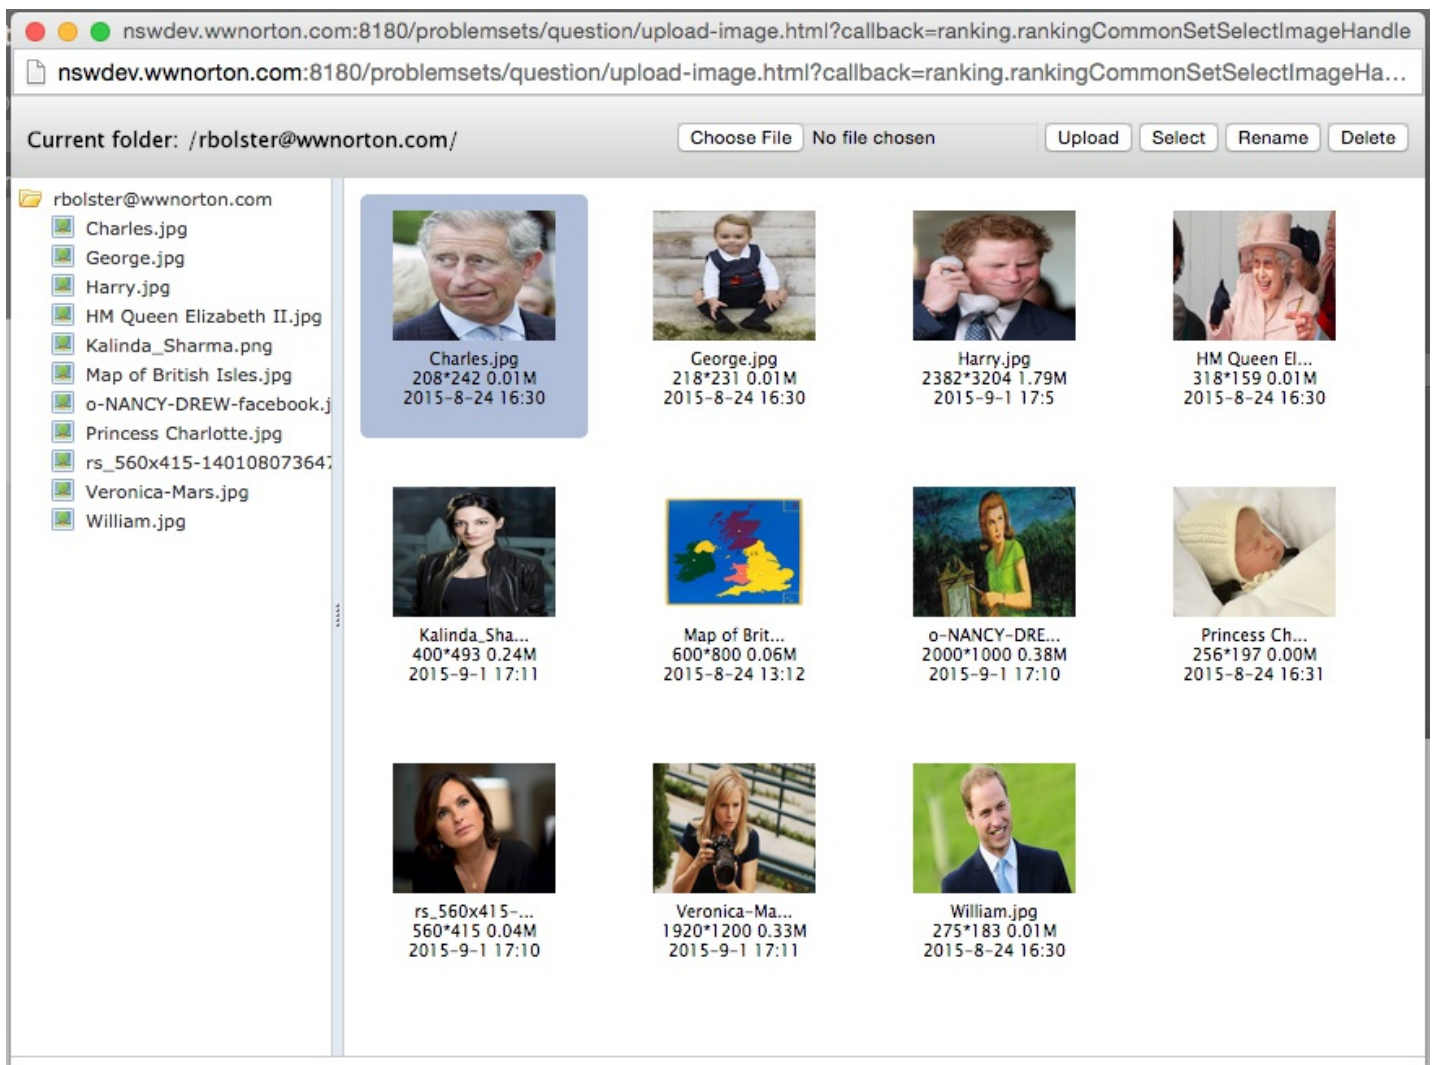 nswdev.wwnorton.com:8180/problemsets/question/upload-image.html?callback=ranking.rankingCommonSetSelectImageHandle
nswdev.wwnorton.com:8180/problemsets/question/upload-image.html?callback=ranking.rankingCommonSetSelectImageHa...
Current folder: /rbolster@wwnorton.com/ Choose File No file chosen Upload Select Rename Delete
rbolster@wwnorton.com
Charles.jpg
George.jpg
Harry.jpg
HM Queen Elizabeth II.jpg
Kalinda_Sharma.png
Map of British Isles.jpg
o-NANCY-DREW-facebook.j
Princess Charlotte.jpg
rs_560x415-140108073647
Veronica-Mars.jpg
William.jpg
Charles.jpg George.jpg Harry.jpg HM Queen El...
208*242 0.01M 218*231 0.01M 2382*3204 1.79M 318*159 0.01M
2015-8-24 16:30 2015-8-24 16:30 2015-9-1 17:5 2015-8-24 16:30
Kalinda_Sha... Map of Brit... o-NANCY-DRE... Princess Ch...
400*493 0.24M 600*800 0.06M 2000*1000 0.38M 256*197 0.00M
2015-9-1 17:11 2015-8-24 13:12 2015-9-1 17:10 2015-8-24 16:31
rs_560x415-... Veronica-Ma... William.jpg
560*415 0.04M 1920*1200 0.33M 275*183 0.01M
2015-9-1 17:10 2015-9-1 17:11 2015-8-24 16:30